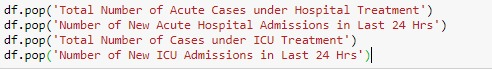 df.pop('Total Number of Acute Cases under Hospital Treatment')
df.pop('Number of New Acute Hospital Admissions in Last 24 Hrs')
df.pop('Total Number of Cases under ICU Treatment')
df.pop('Number of New ICU Admissions in Last 24 Hrs')